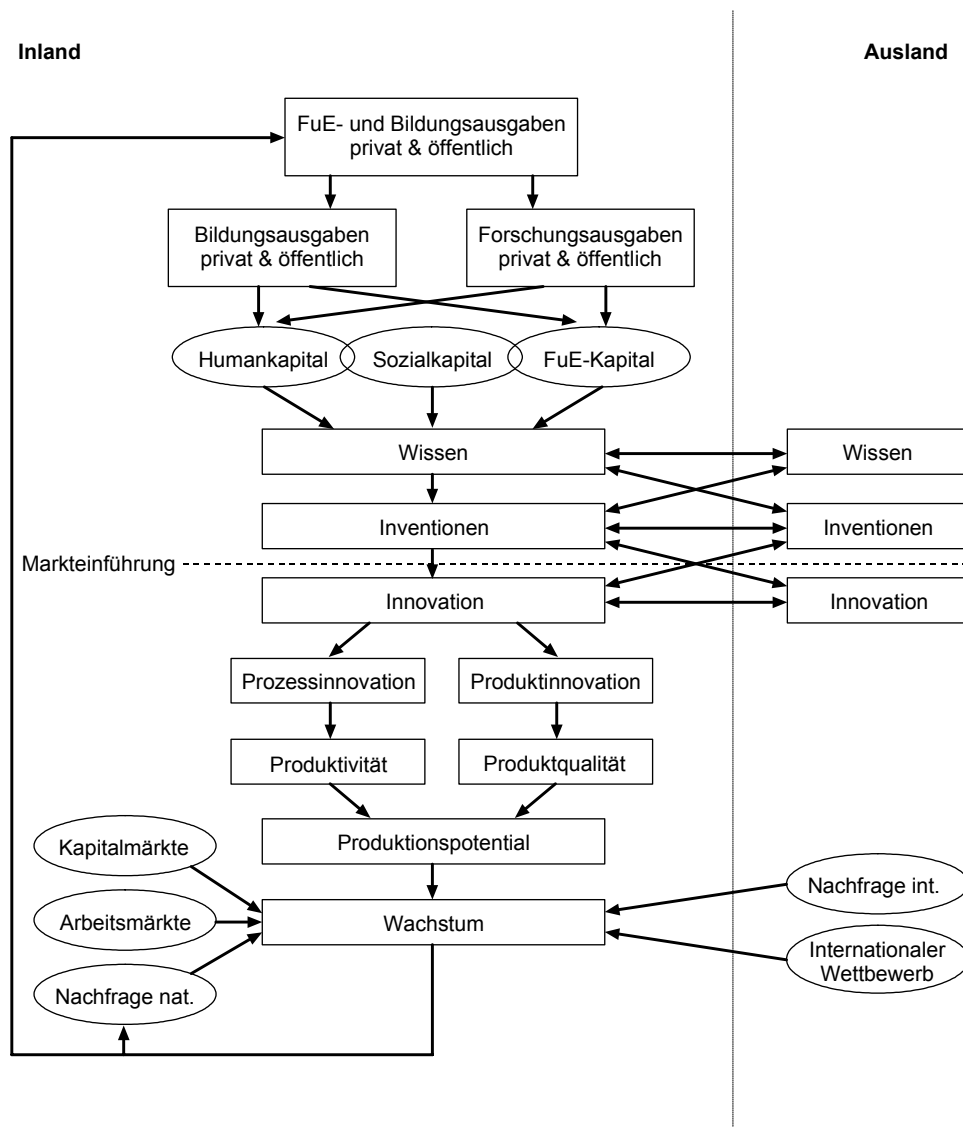 Inland
Ausland
FuE- und Bildungsausgaben
privat & öffentlich
Bildungsausgaben
privat & öffentlich
Forschungsausgaben
privat & öffentlich
Humankapital
Sozialkapital
FuE-Kapital
Wissen
Wissen
Inventionen
Inventionen
Markteinführung
Innovation
Innovation
Prozessinnovation
Produktinnovation
Produktivität
Produktqualität
Produktionspotential
Kapitalmärkte
Nachfrage int.
Arbeitsmärkte
Wachstum
Internationaler
Wettbewerb
Nachfrage nat.